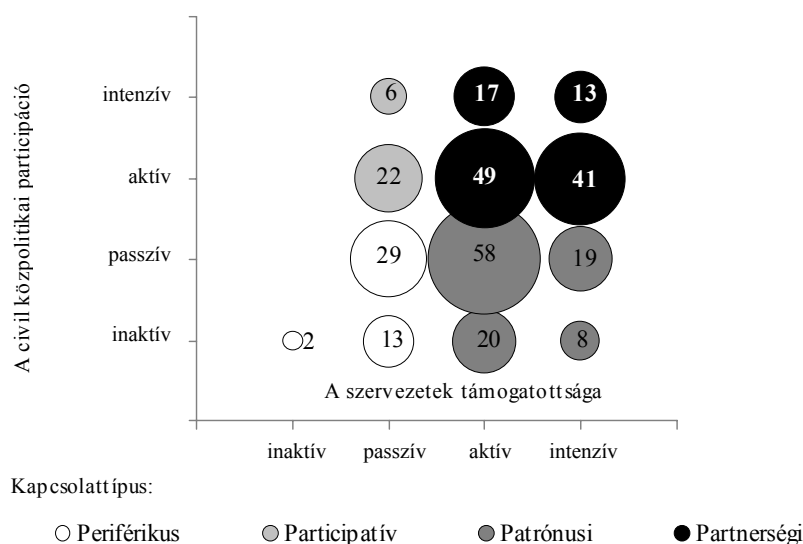 A civil közpolitikai participáció
intenzív
6
17
13
aktív
22
49
41
passzív
29
58
19
inaktív
2
13
20
8
A szervezetek támogatottsága
inaktív
passzív
aktív
intenzív
Kapcsolattípus:
Periférikus
Participatív
Patrónusi
Partnerségi